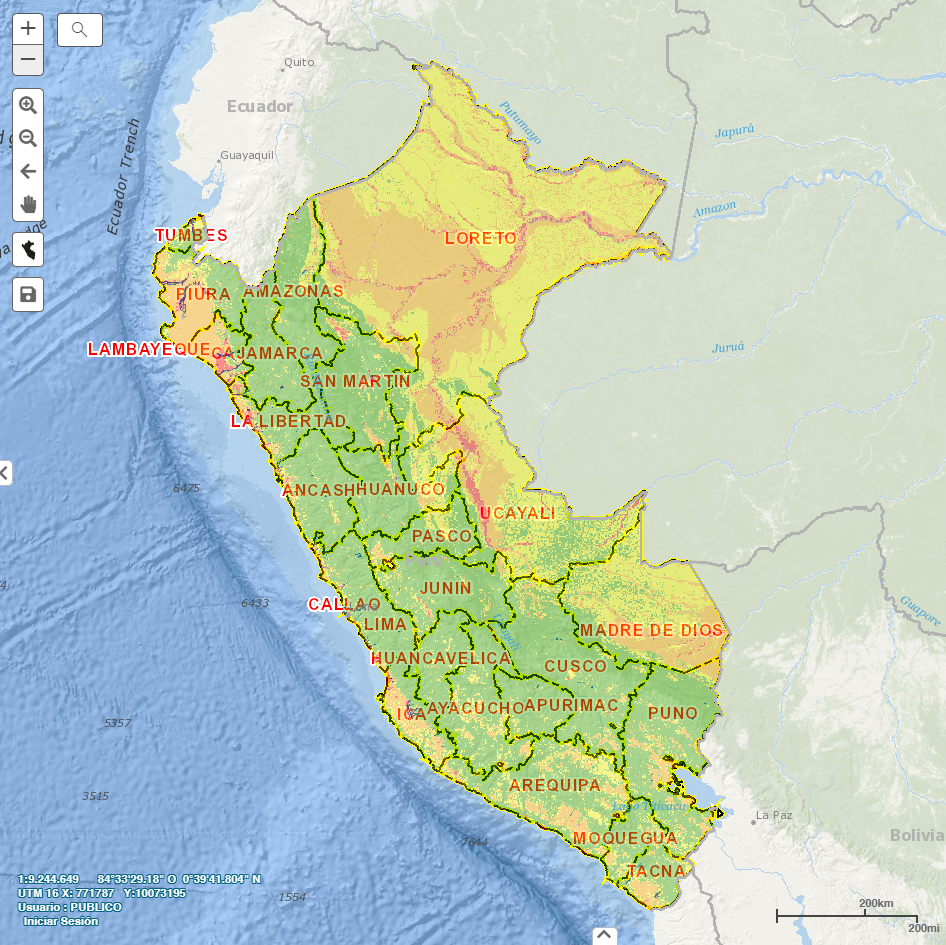 Quito
Ecuador
Putumayo
Japurá
Ecuador Trench
Guayaquil
Amazon
TUMBES
LORETO
PIURA
AMAZONAS
LAMBAYEQUE
CAJAMARCA
Juruá
SAN MARTIN
LA LIBERTAD
6475
ANCASH
HUANUCO
UCAYALI
PASCO
JUNIN
6433
CALLAO
LIMA
Guapore
MADRE DE DIOS
HUANCAVELICA
CUSCO
ICA
AYACUCHO
APURIMAC
PUNO
5357
AREQUIPA
3515
Lago Titicaca
La Paz
Bolivia
7644
MOQUEGUA
TACNA
1:9.244.649 84°33'29.18" O 0°39'41.804" N
UTM 16 X: 771787 Y:10073195
Usuario : PUBLICO
Iniciar Sesión
1554
200km
200mi